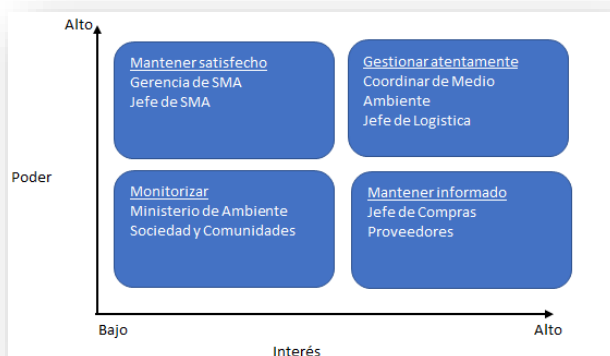 Alto
Mantener satisfecho
Gerencia de SMA
Jefe de SMA
Gestionar atentamente
Coordinar de Medio
Ambiente
Jefe de Logistica
Poder
Monitorizar
Ministerio de Ambiente
Sociedad y Comunidades
Mantener informado
Jefe de Compras
Proveedores
Bajo
Alto
Interés